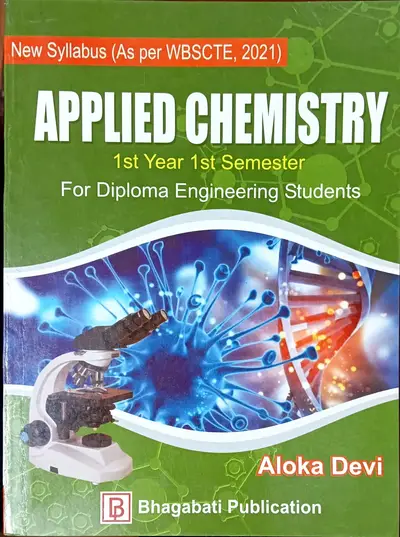 New Syllabus (As per WBSCTE, 2021)
APPLIED CHEMISTRY
1st Year 1st Semester
For Diploma Engineering Students
Aloka Devi
B Bhagabati Publication